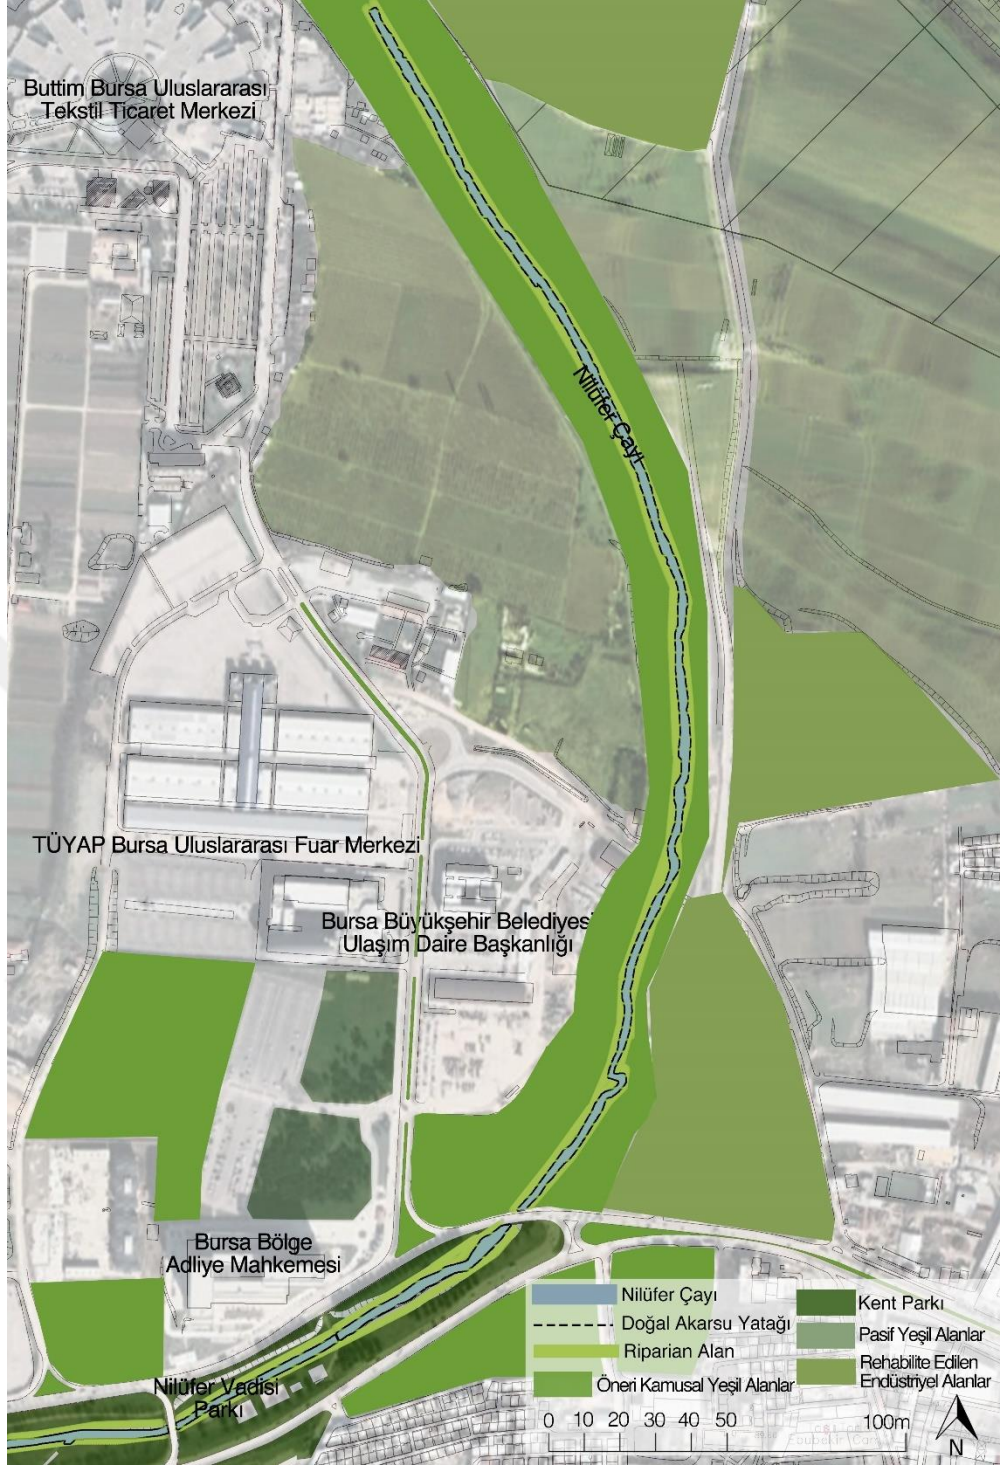 Buttim Bursa Uluslararası
Tekstil Ticaret Merkezi
Nilüfer Çayı
TÜYAP Bursa Uluslararası Fuar Merkezi
Bursa Büyükşehir Belediyesi
Ulaşım Daire Başkanlığı
Bursa Bölge
Adliye Mahkemesi
Nilüfer Vadisi
Parkı
Nilüfer Çayı
Doğal Akarsu Yatağı
Riparian Alan
Öneri Kamusal Yeşil Alanlar
Kent Parkı
Pasif Yeşil Alanlar
Rehabilite Edilen
Endüstriyel Alanlar
0 10 20 30 40 50 100m
N